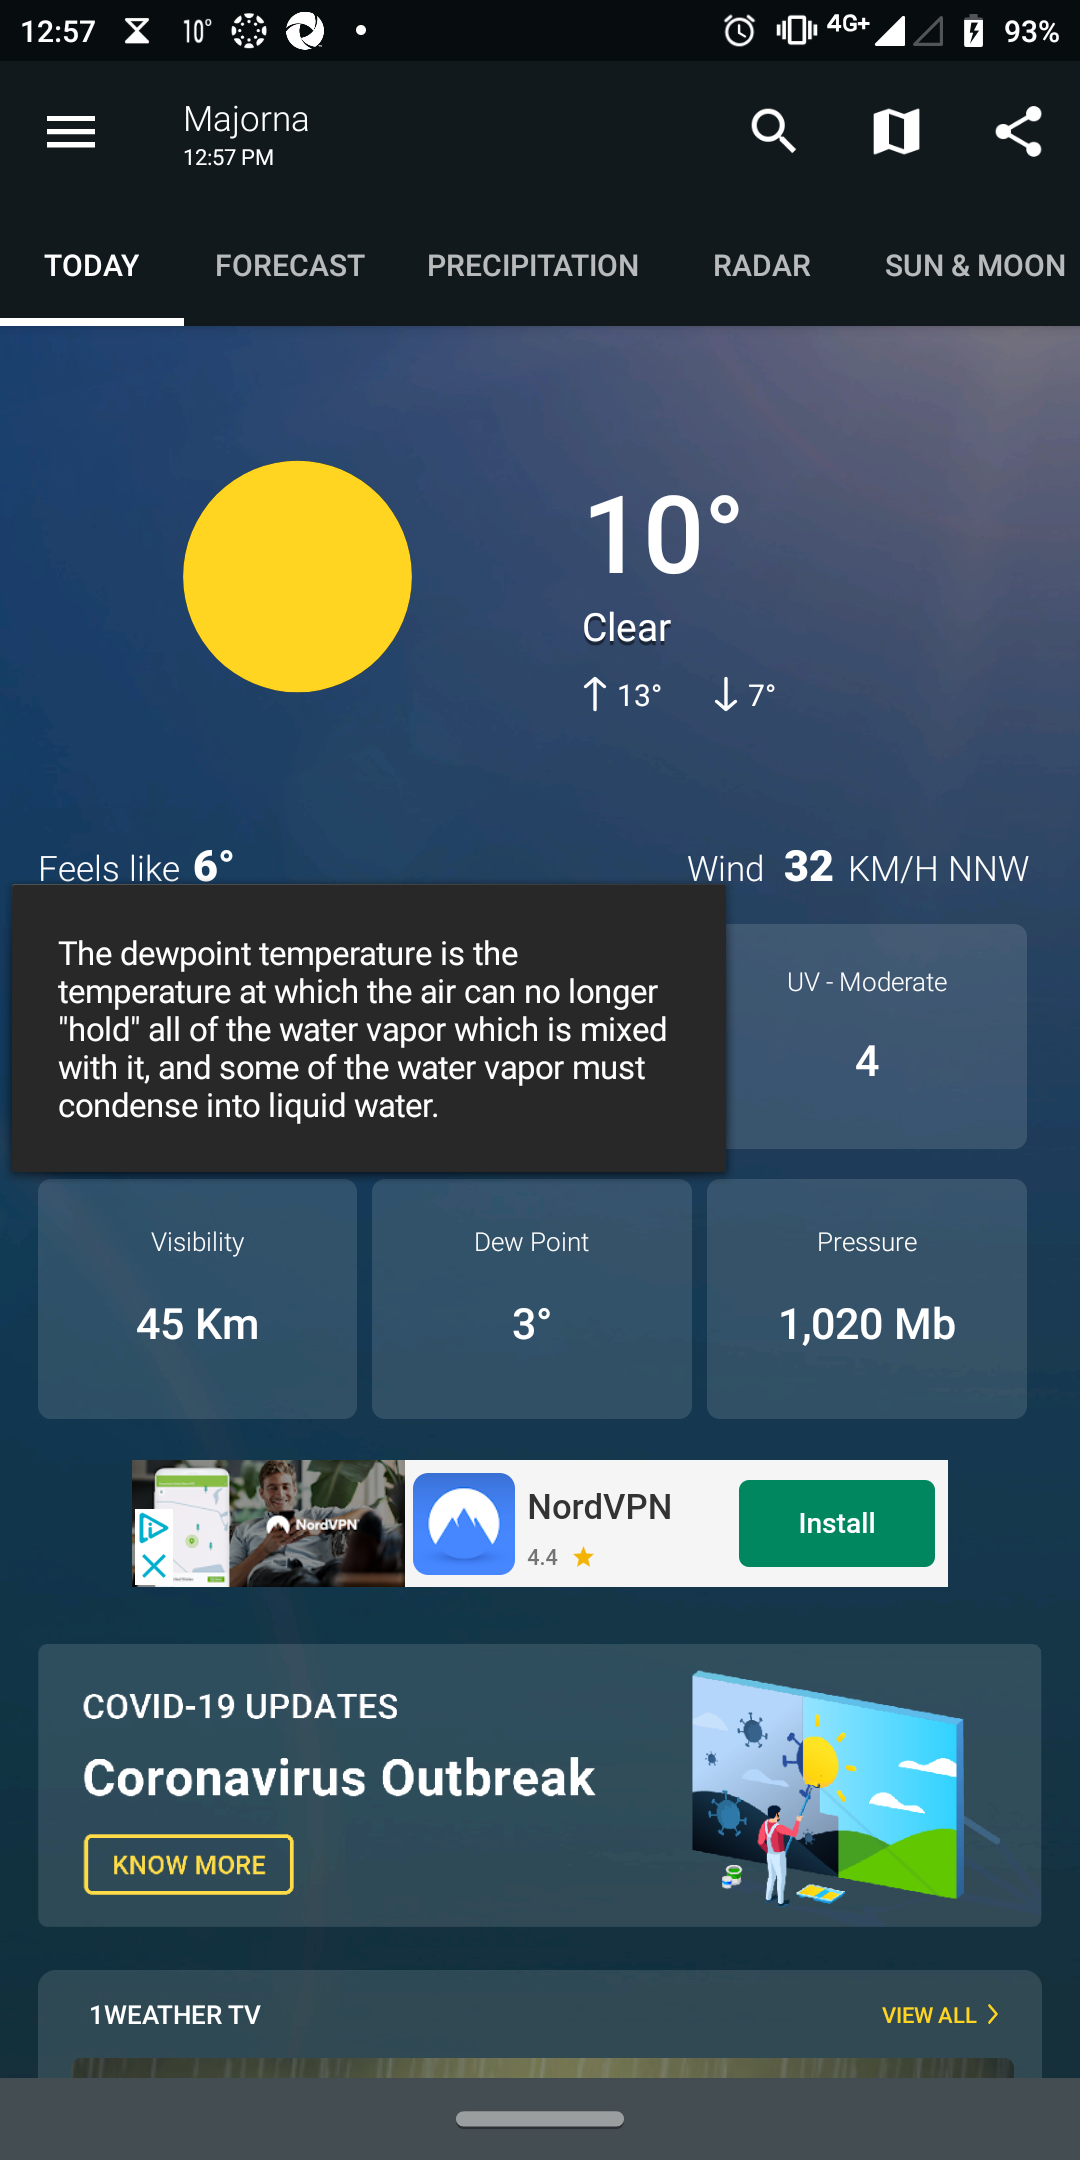 12:57 10° 4G+ 93%
Majorna
12:57 PM
TODAY FORECAST PRECIPITATION RADAR SUN & MOON
10°
Clear
↑ 13° ↓ 7°
Feels like 6° Wind 32 KM/H NNW
The dewpoint temperature is the
temperature at which the air can no longer
"hold" all of the water vapor which is mixed
with it, and some of the water vapor must
condense into liquid water.
UV - Moderate
4
Visibility Dew Point Pressure
45 Km 3° 1,020 Mb
NordVPN
NordVPN
4.4 ★
Install
COVID-19 UPDATES
Coronavirus Outbreak
KNOW MORE
1WEATHER TV VIEW ALL >